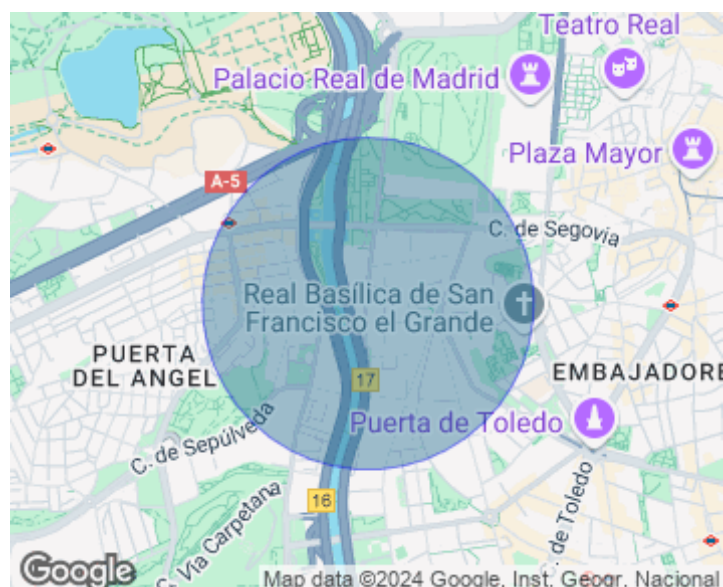 Teatro Real
Palacio Real de Madrid
Plaza Mayor
A-5
C. de Segovia
Real Basílica de San
Francisco el Grande
PUERTA
DEL ANGEL
17
EMBAJADORE
Puerta de Toledo
C. de Sepúlveda
16
C. Vía Carpetana
C. de Toledo
Google
Map data ©2024 Google, Inst. Geogr. Nacional